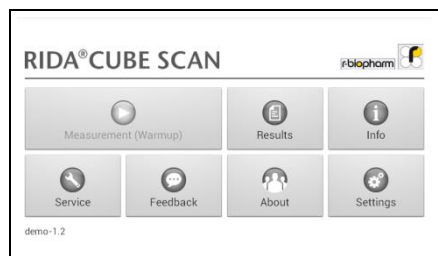 RIDA®CUBE SCAN
r-biopharm
Measurement (Warmup)
Results
Info
Service
Feedback
About
Settings
demo-1.2